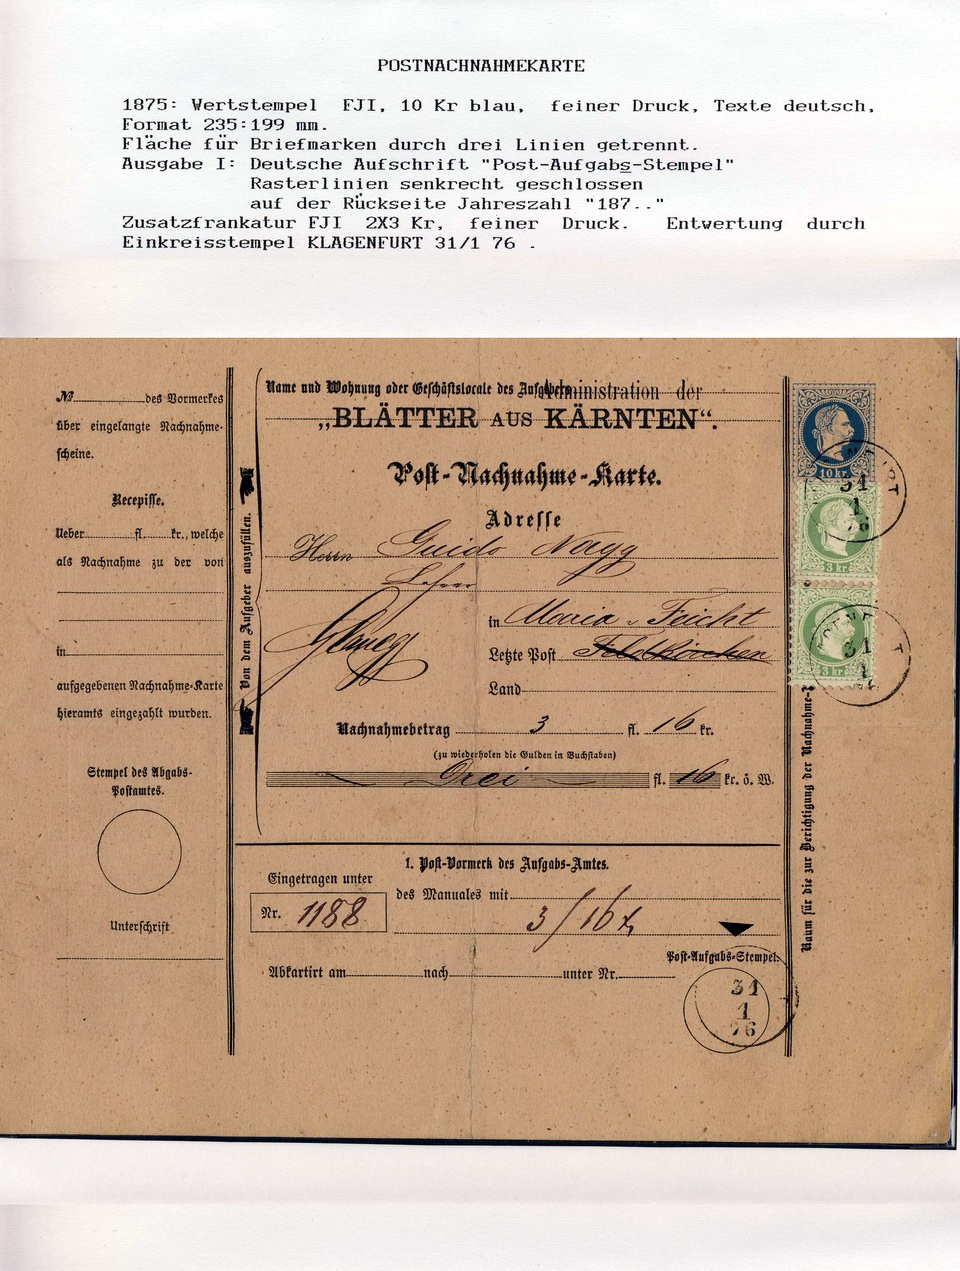 POSTNACHNAHMEKARTE
1875: Wertstempel FJI, 10 Kr blau, feiner Druck, Texte deutsch,
Format 235:199 mm.
Fläche für Briefmarken durch drei Linien getrennt.
Ausgabe I: Deutsche Aufschrift "Post-Aufgabs-Stempel"
Rasterlinien senkrecht geschlossen
auf der Rückseite Jahreszahl "187.."
Zusatzfrankatur FJI 2X3 Kr, feiner Druck. Entwertung durch
Einkreisstempel KLAGENFURT 31/1 76 .
No. des Vormerkes
über eingelangte Nachnahme-
scheine.
Recepisse.
Ueber fl. kr., welche
als Nachnahme zu der von
in
aufgegebenen Nachnahme-Karte
hieramts eingezahlt wurden.
Stempel des Abgabs-
Postamtes.
Unterschrift
Von dem Aufgeber auszufüllen.
Name und Wohnung oder Geschäftslocale des Aufgebers
Administration der
„BLÄTTER AUS KÄRNTEN“.
Post-Nachnahme-Karte.
Adresse
Herrn Guido Nagg
Lehrer
in Maria Feicht
Letzte Post Feldkirchen
Land
Nachnahmebetrag 3 fl. 16 kr.
(zu wiederholen die Gulden in Buchstaben)
Drei fl. 16 kr. ö. W.
1. Post-Vormerk des Aufgabs-Amtes.
Eingetragen unter
Nr. 1188
des Manuales mit
3/16
Abkartirt am nach unter Nr.
Post-Aufgabs-Stempel.
31
1
76
10 kr.
31
1
76
3 kr.
3 kr.
31
1
Raum für die zur Berichtigung der Nachnahme-